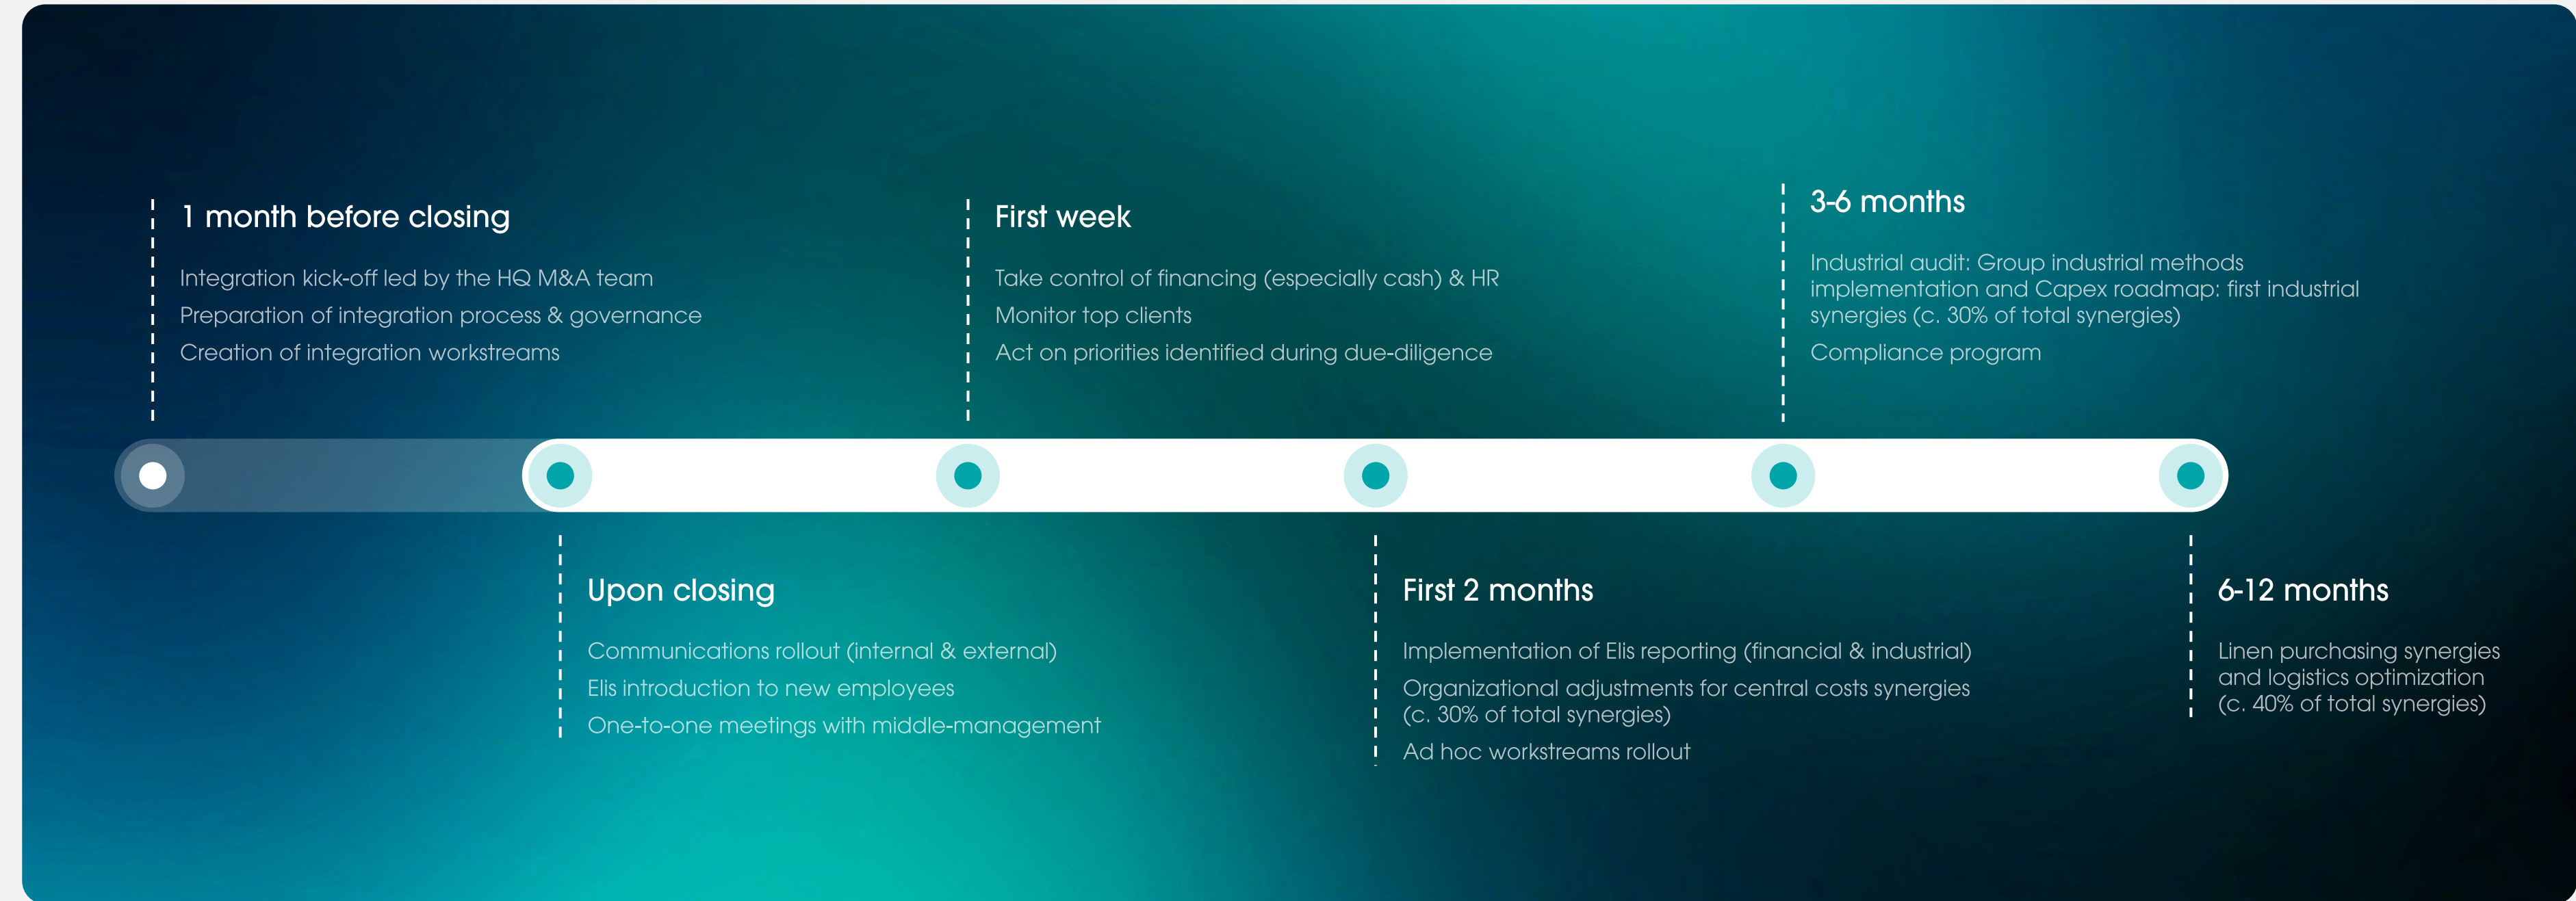 1 month before closing
Integration kick-off led by the HQ M&A team
Preparation of integration process & governance
Creation of integration workstreams
Upon closing
Communications rollout (internal & external)
Elis introduction to new employees
One-to-one meetings with middle-management
First week
Take control of financing (especially cash) & HR
Monitor top clients
Act on priorities identified during due-diligence
First 2 months
Implementation of Elis reporting (financial & industrial)
Organizational adjustments for central costs synergies
(c. 30% of total synergies)
Ad hoc workstreams rollout
3-6 months
Industrial audit: Group industrial methods
implementation and Capex roadmap: first industrial
synergies (c. 30% of total synergies)
Compliance program
6-12 months
Linen purchasing synergies
and logistics optimization
(c. 40% of total synergies)